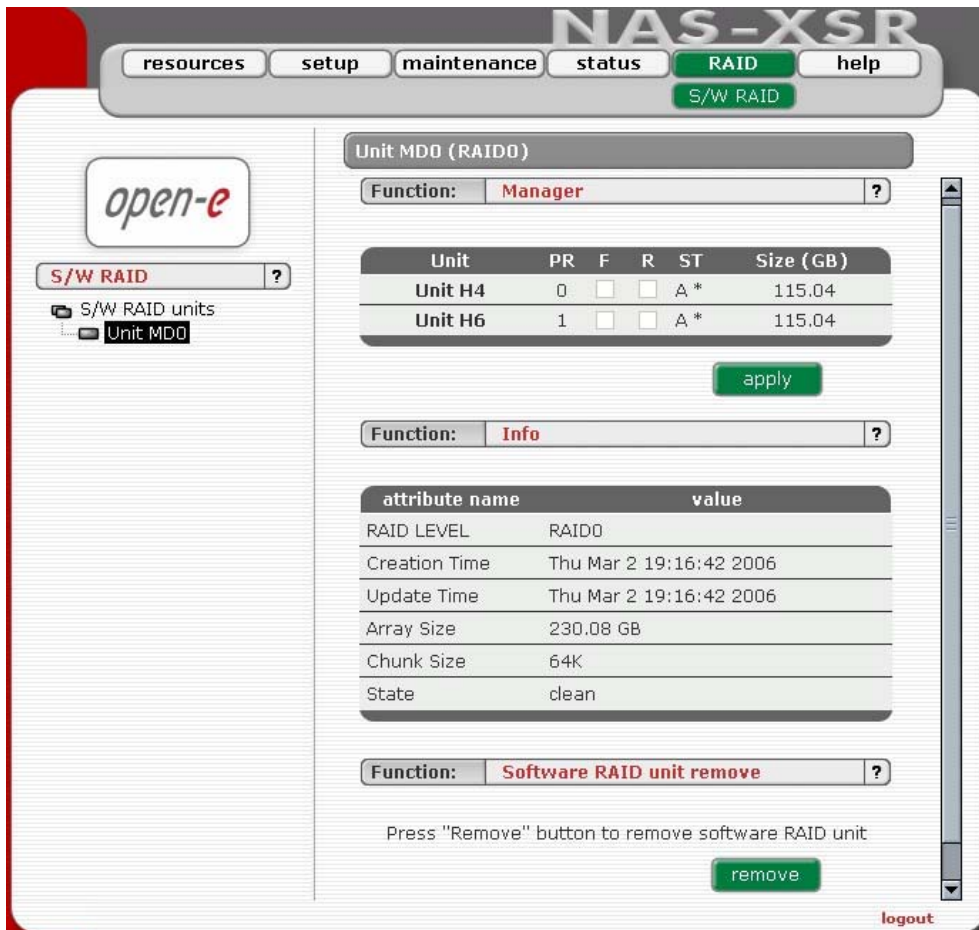 NAS-XSR
resources setup maintenance status RAID help
S/W RAID
open-e
S/W RAID ?
S/W RAID units
Unit MD0
Unit MD0 (RAID0)
Function: Manager ?
Unit PR F R ST Size (GB)
Unit H4 0 A * 115.04
Unit H6 1 A * 115.04
apply
Function: Info ?
attribute name value
RAID LEVEL RAID0
Creation Time Thu Mar 2 19:16:42 2006
Update Time Thu Mar 2 19:16:42 2006
Array Size 230.08 GB
Chunk Size 64K
State clean
Function: Software RAID unit remove ?
Press "Remove" button to remove software RAID unit
remove
logout